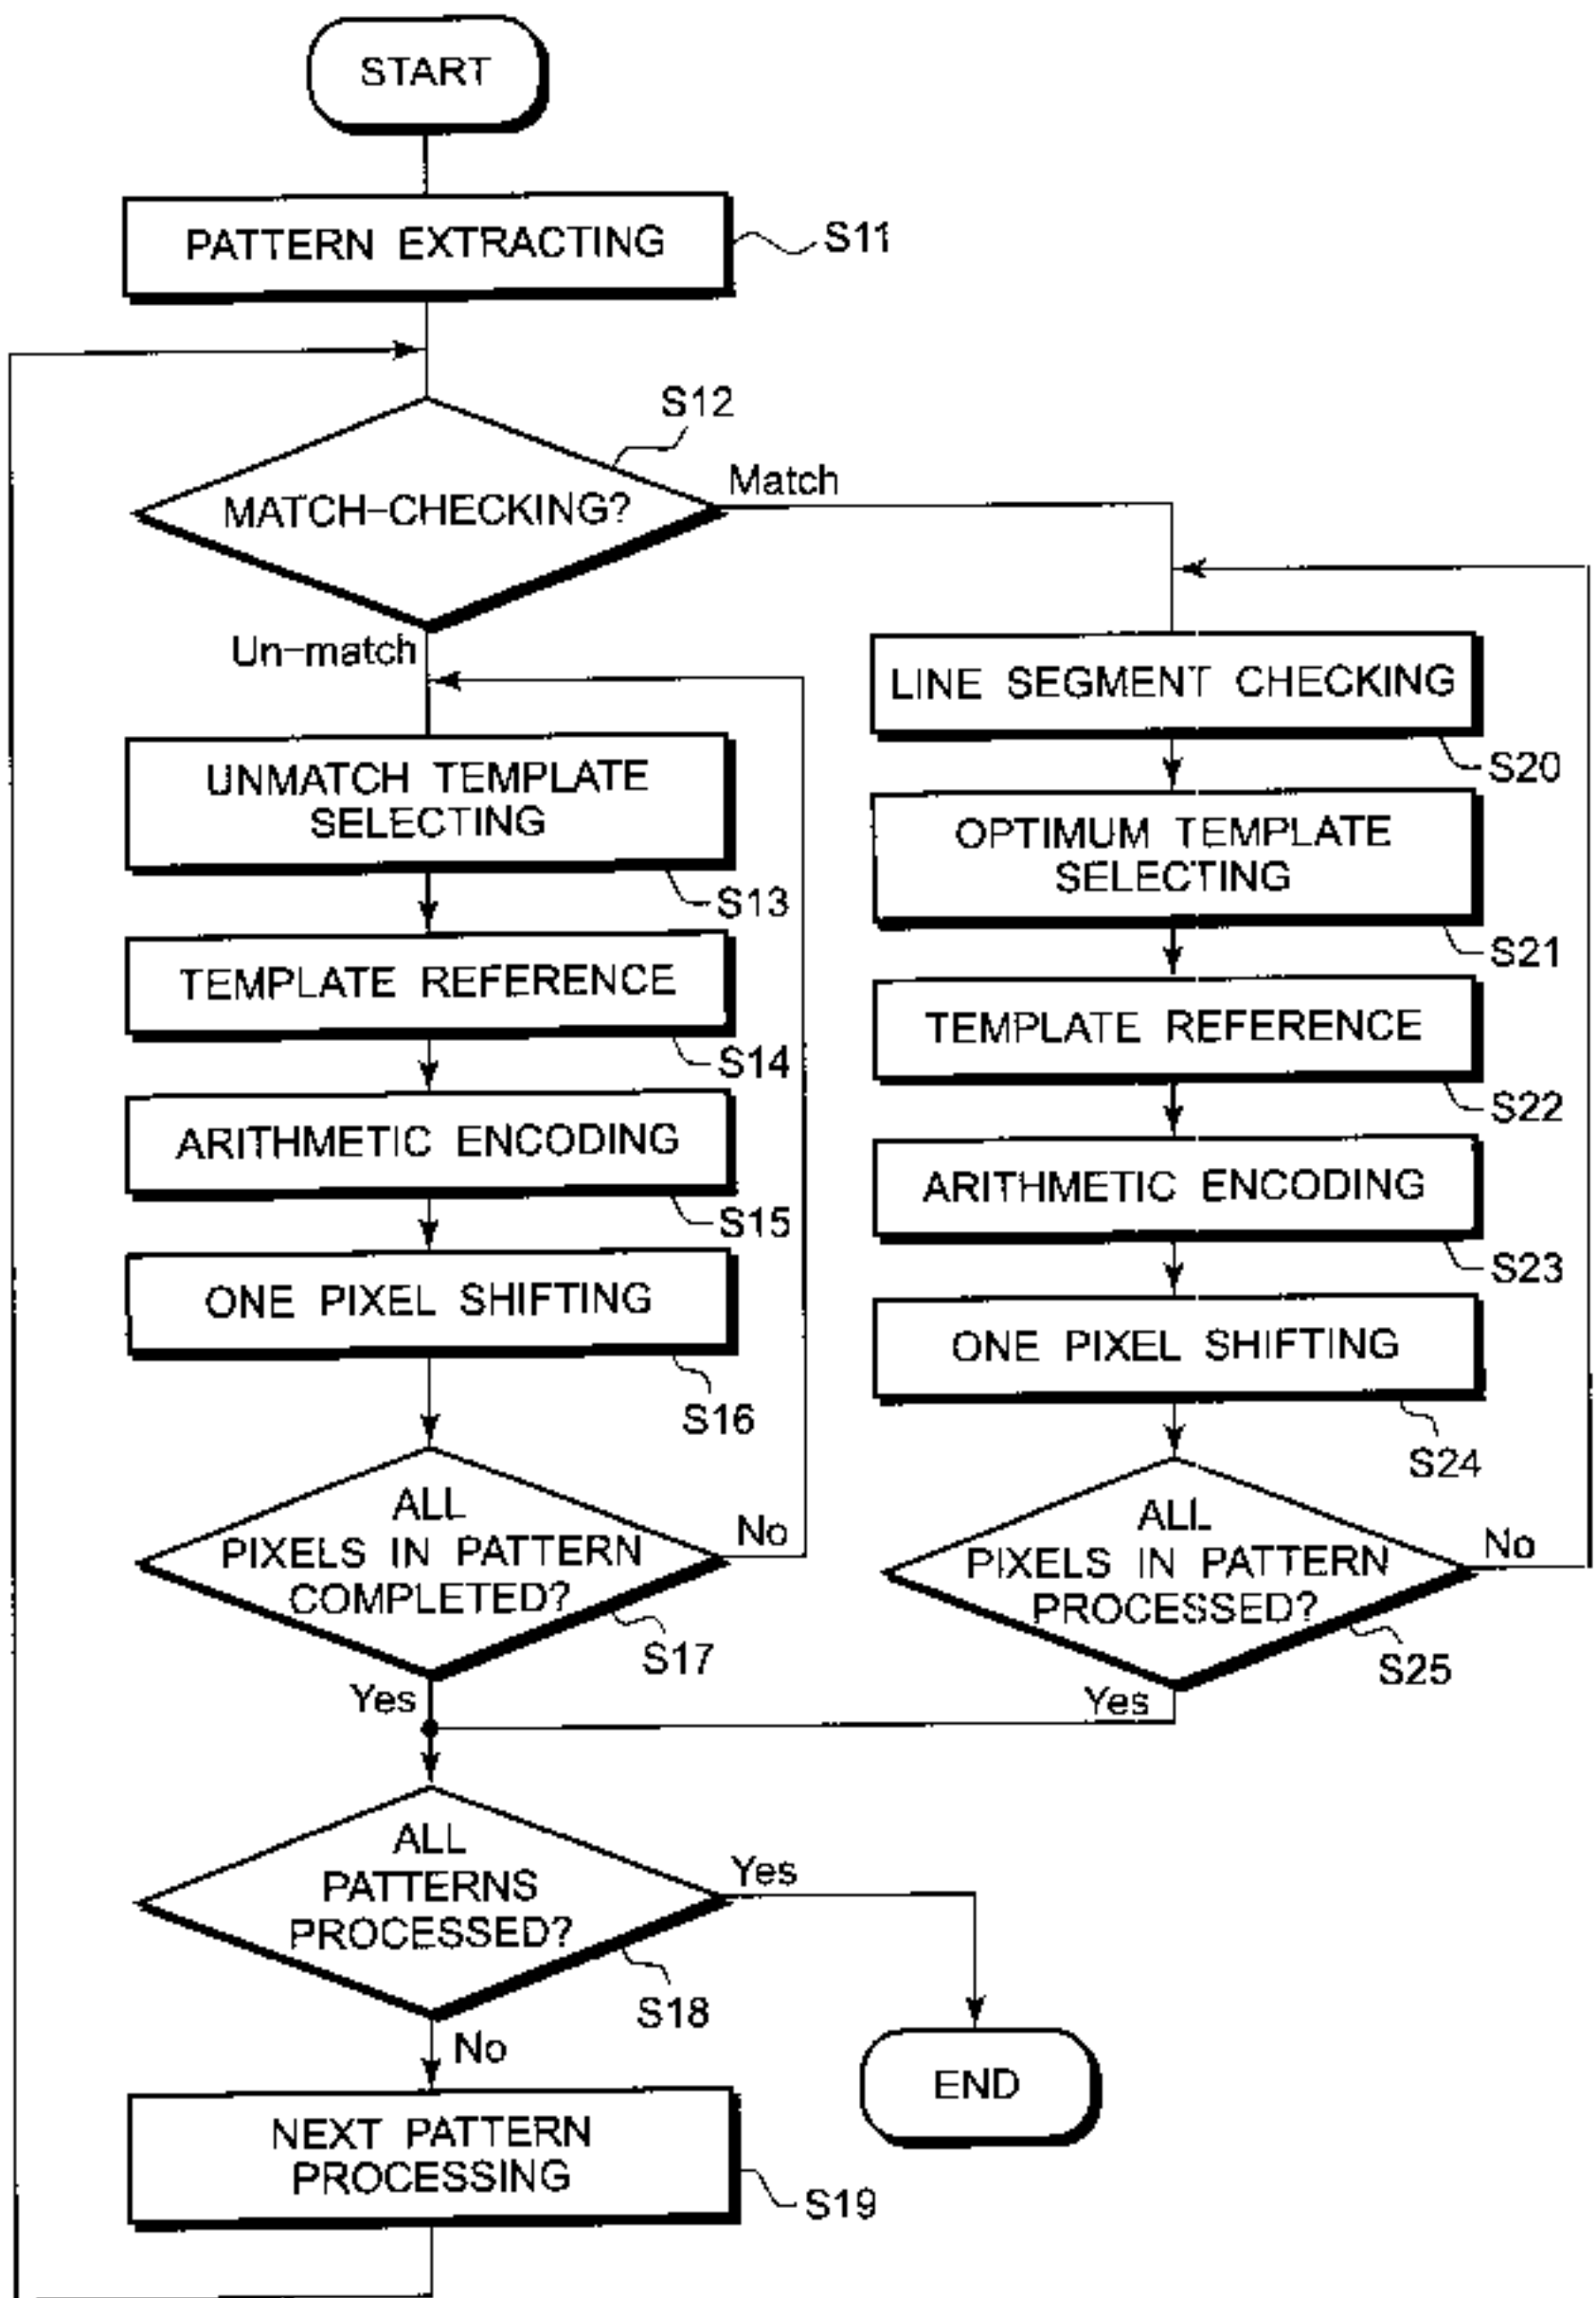 START
PATTERN EXTRACTING
S11
S12
MATCH-CHECKING?
Match
Un-match
UNMATCH TEMPLATE
SELECTING
S13
TEMPLATE REFERENCE
S14
ARITHMETIC ENCODING
S15
ONE PIXEL SHIFTING
S16
ALL
PIXELS IN PATTERN
COMPLETED?
No
S17
Yes
LINE SEGMENT CHECKING
S20
OPTIMUM TEMPLATE
SELECTING
S21
TEMPLATE REFERENCE
S22
ARITHMETIC ENCODING
S23
ONE PIXEL SHIFTING
S24
ALL
PIXELS IN PATTERN
PROCESSED?
No
S25
Yes
ALL
PATTERNS
PROCESSED?
Yes
S18
No
END
NEXT PATTERN
PROCESSING
S19